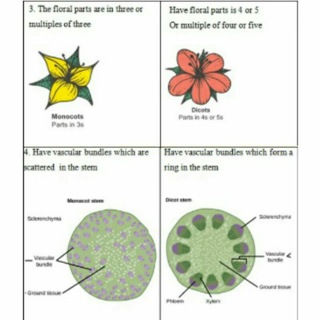 3. The floral parts are in three or
multiples of three
Monocots
Parts in 3s
Have floral parts is 4 or 5
Or multiple of four or five
Dicots
Parts in 4s or 5s
4. Have vascular bundles which are
scattered in the stem
Monocot stem
Sclerenchyma
Vascular
bundle
Ground tissue
Have vascular bundles which form a
ring in the stem
Dicot stem
Sclerenchyma
Vascular
bundle
Ground tissue
Phloem
Xylem